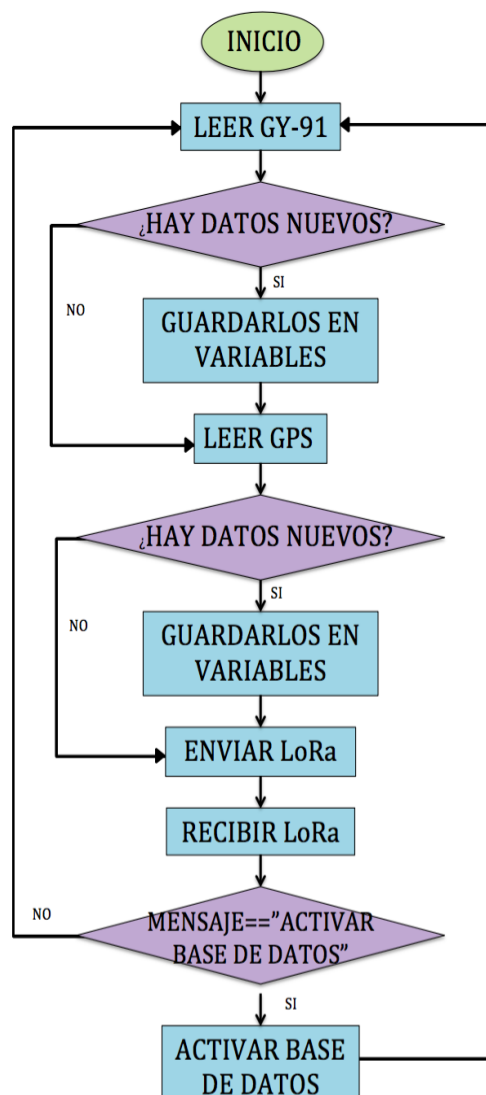 INICIO
LEER GY-91
¿HAY DATOS NUEVOS?
SI
NO
GUARDARLOS EN
VARIABLES
LEER GPS
¿HAY DATOS NUEVOS?
SI
NO
GUARDARLOS EN
VARIABLES
ENVIAR LoRa
RECIBIR LoRa
NO
MENSAJE==”ACTIVAR
BASE DE DATOS”
SI
ACTIVAR BASE
DE DATOS